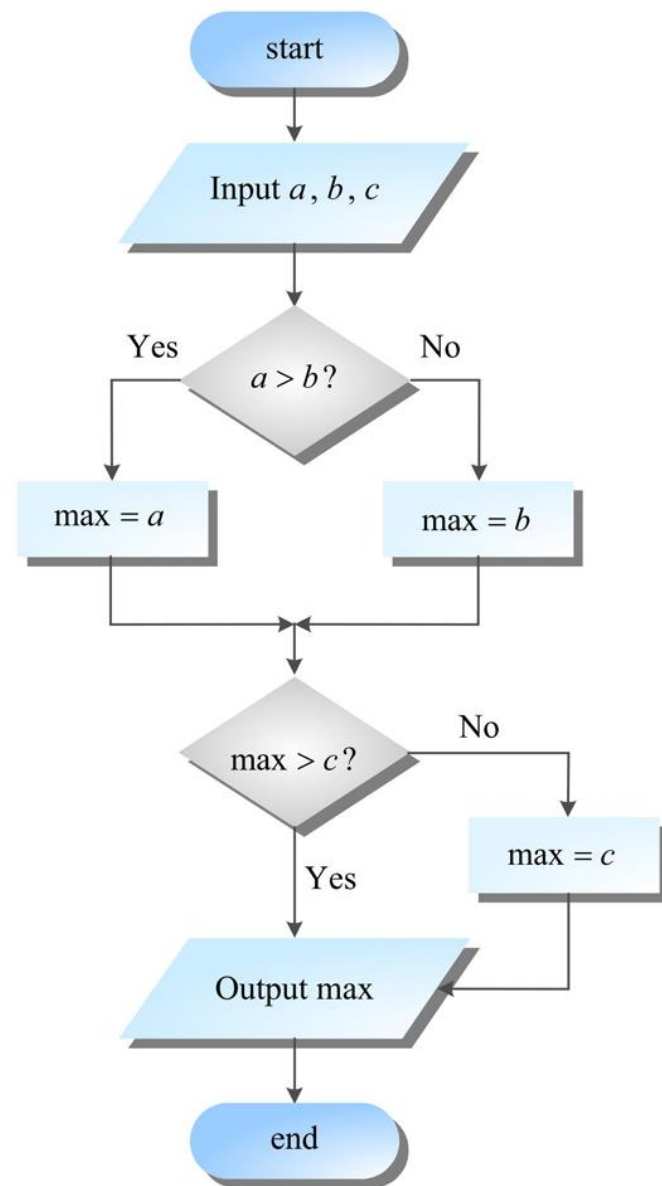 start
Input a, b, c
Yes
No
a > b?
max = a
max = b
No
max > c?
max = c
Yes
Output max
end